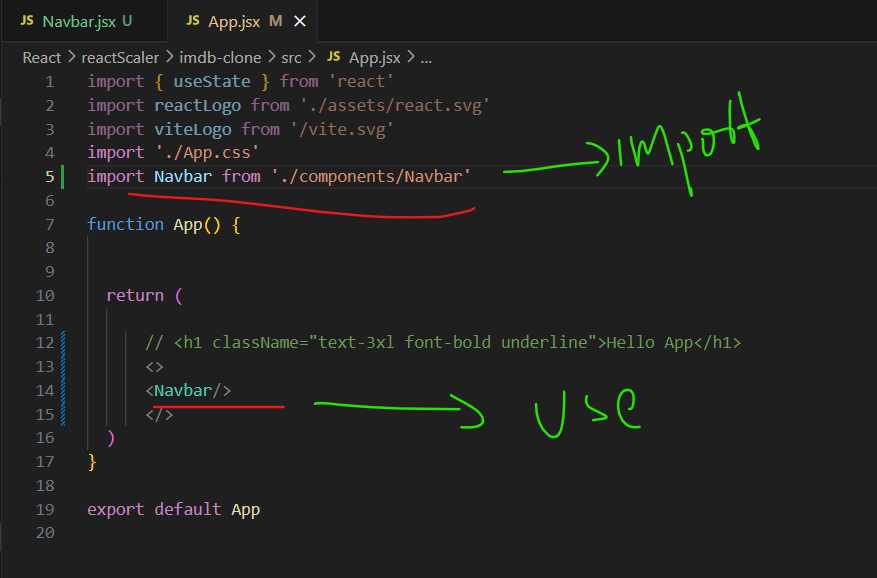 JS Navbar.jsx U JS App.jsx M ×
React > reactScaler > imdb-clone > src > JS App.jsx > ...
1 import { useState } from 'react'
2 import reactLogo from './assets/react.svg'
3 import viteLogo from '/vite.svg'
4 import './App.css'
5 import Navbar from './components/Navbar'
import
6
7 function App() {
8
9
10 return (
11
12 // <h1 className="text-3xl font-bold underline">Hello App</h1>
13 <>
14 <Navbar/>
use
15 </>
16 )
17 }
18
19 export default App
20